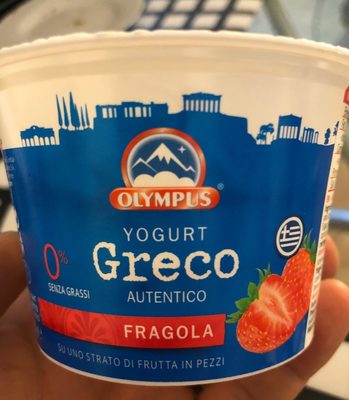 OLYMPUS®
YOGURT
Greco
AUTENTICO
0%
SENZA GRASSI
FRAGOLA
SU UNO STRATO DI FRUTTA IN PEZZI